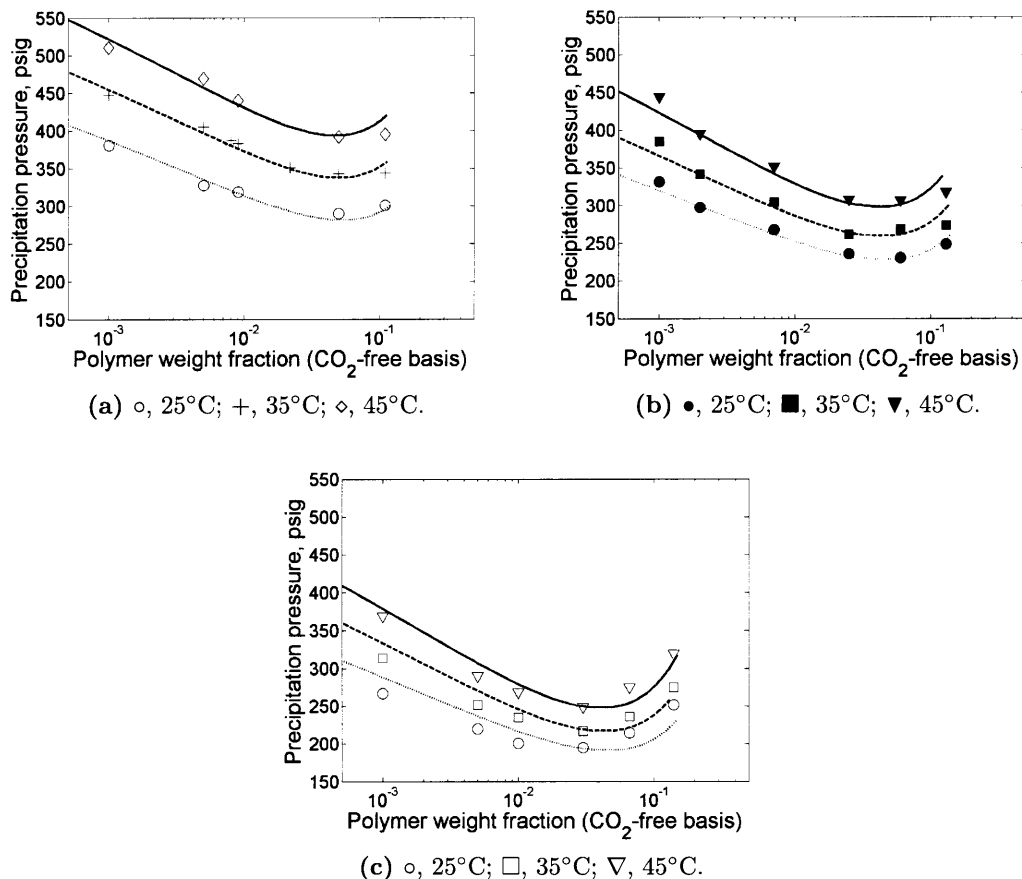 550
500
450
400
350
300
250
200
150
Precipitation pressure, psig
10⁻³ 10⁻² 10⁻¹
Polymer weight fraction (CO₂-free basis)
(a) ○, 25°C; +, 35°C; ◇, 45°C.
550
500
450
400
350
300
250
200
150
Precipitation pressure, psig
10⁻³ 10⁻² 10⁻¹
Polymer weight fraction (CO₂-free basis)
(b) ●, 25°C; ■, 35°C; ▼, 45°C.
550
500
450
400
350
300
250
200
150
Precipitation pressure, psig
10⁻³ 10⁻² 10⁻¹
Polymer weight fraction (CO₂-free basis)
(c) ○, 25°C; □, 35°C; ▽, 45°C.